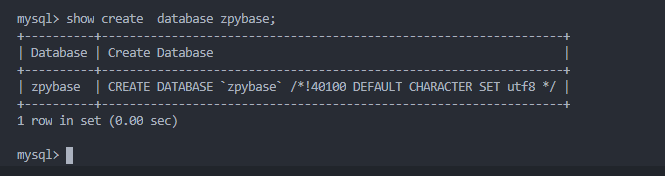 mysql> show create  database zpybase;
+----------+--------------------------------------------------------------+
| Database | Create Database                                              |
+----------+--------------------------------------------------------------+
| zpybase  | CREATE DATABASE `zpybase` /*!40100 DEFAULT CHARACTER SET utf8 */ |
+----------+--------------------------------------------------------------+
1 row in set (0.00 sec)
mysql>